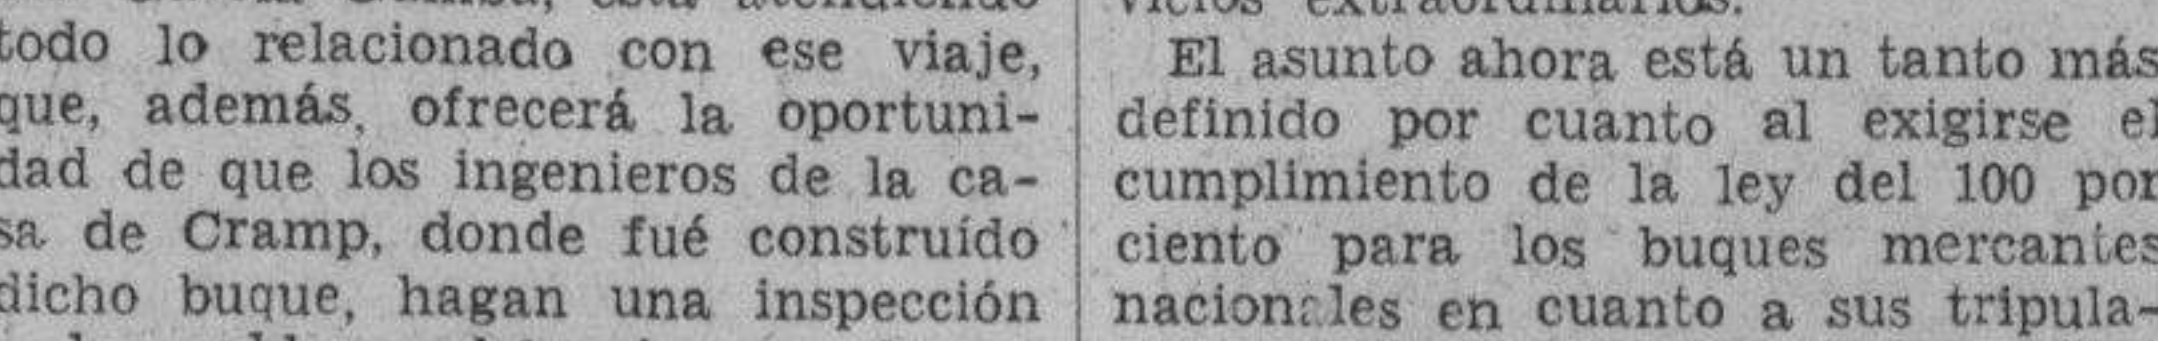 todo lo relacionado con ese viaje,
que, además, ofrecerá la oportuni-
dad de que los ingenieros de la ca-
sa de Cramp, donde fué construído
dicho buque, hagan una inspección
vicios extraordinarios.
El asunto ahora está un tanto más
definido por cuanto al exigirse el
cumplimiento de la ley del 100 por
ciento para los buques mercantes
nacionales en cuanto a sus tripula-